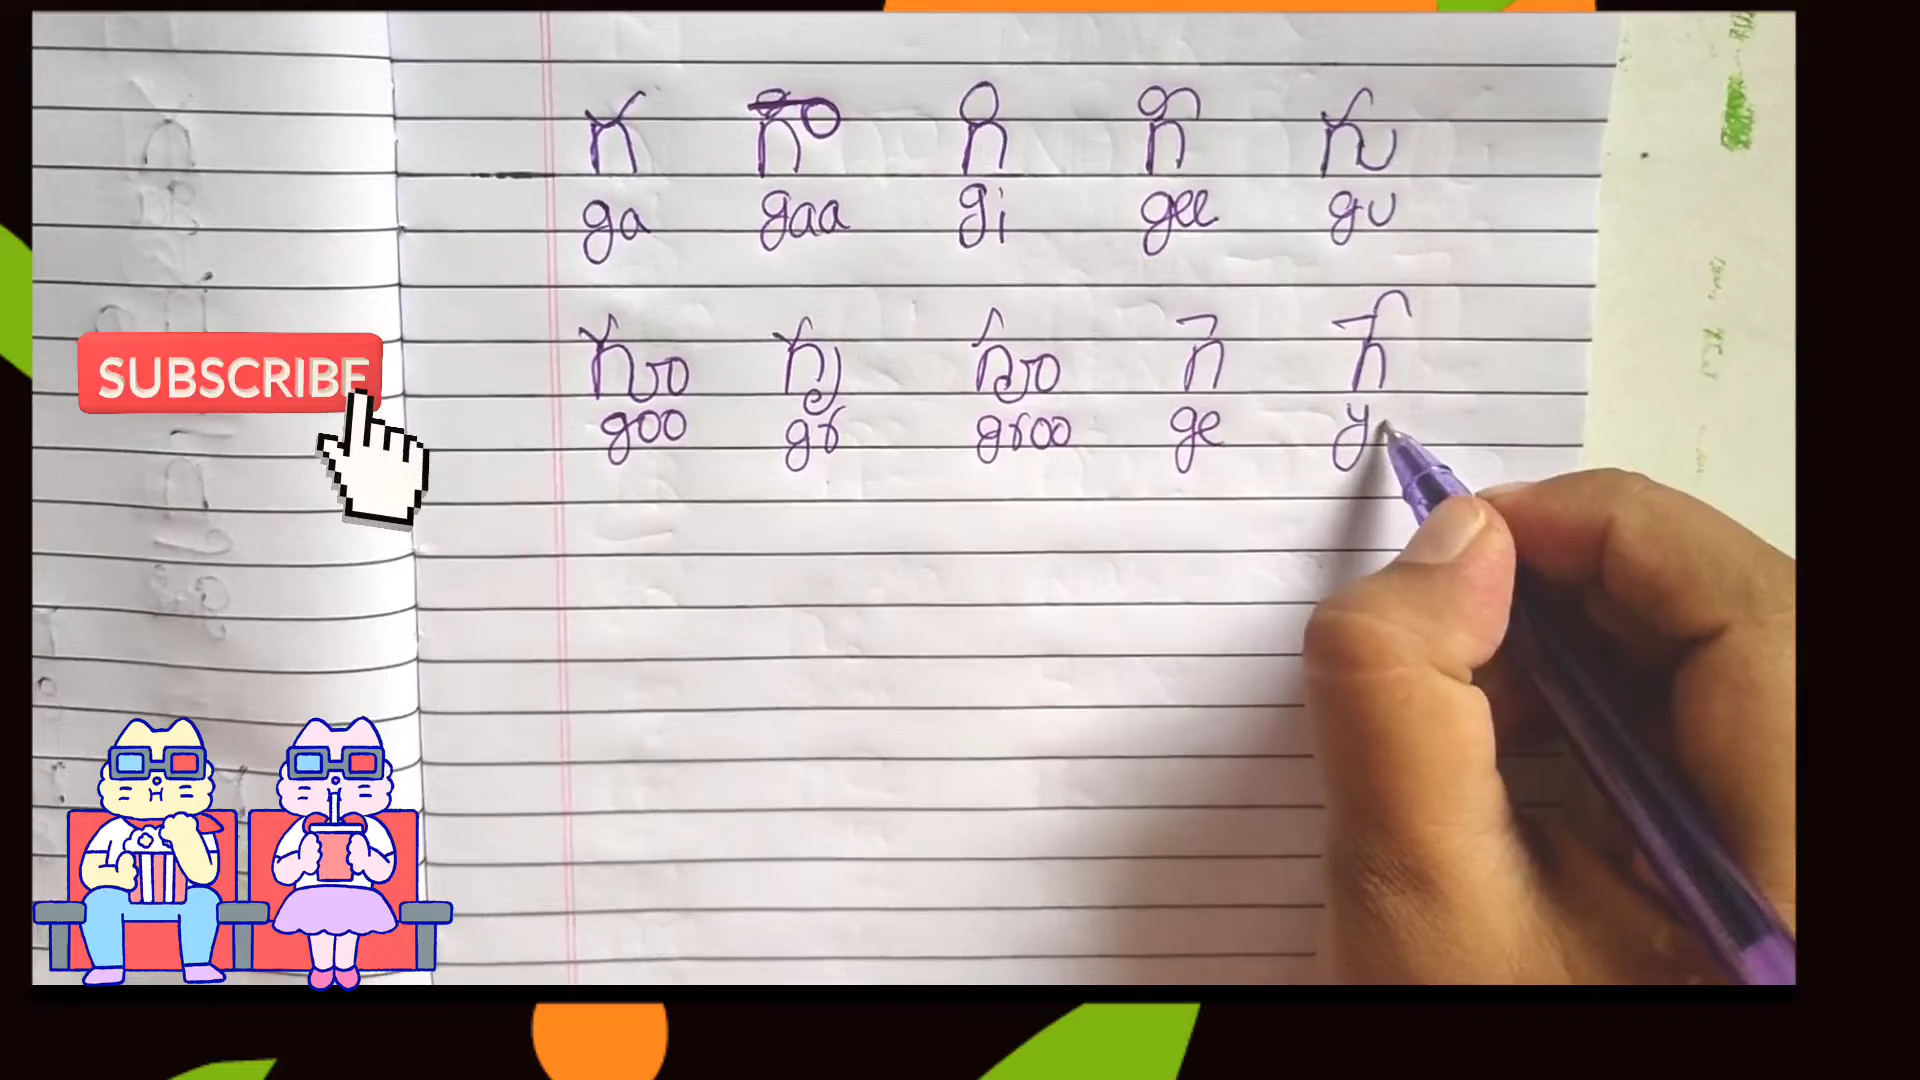 గ గా గి గీ గు
ga gaa gi gee gu
గూ గృ గౄ గె గే
goo gr groo ge
SUBSCRIBE